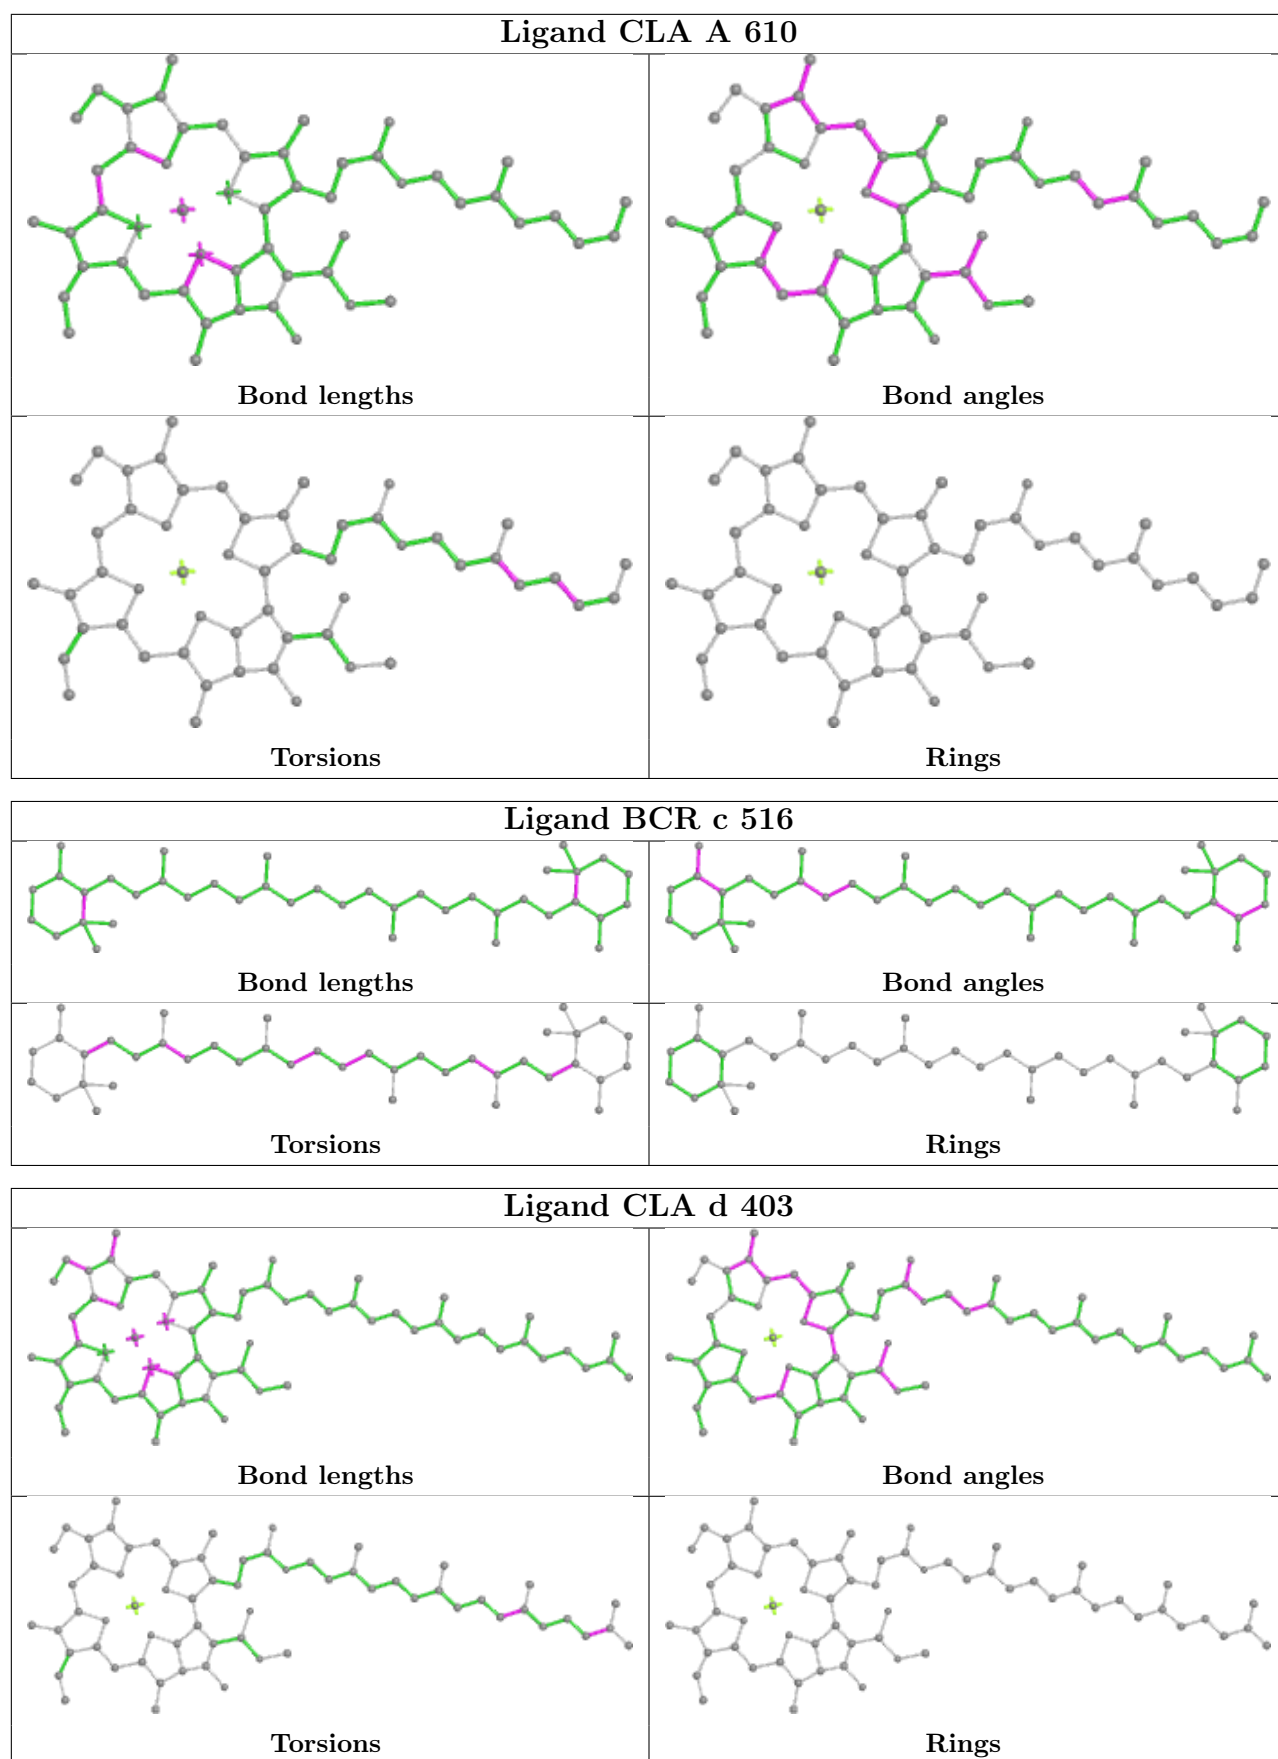 Ligand CLA A 610
Bond lengths
Bond angles
Torsions
Rings
Ligand BCR c 516
Bond lengths
Bond angles
Torsions
Rings
Ligand CLA d 403
Bond lengths
Bond angles
Torsions
Rings